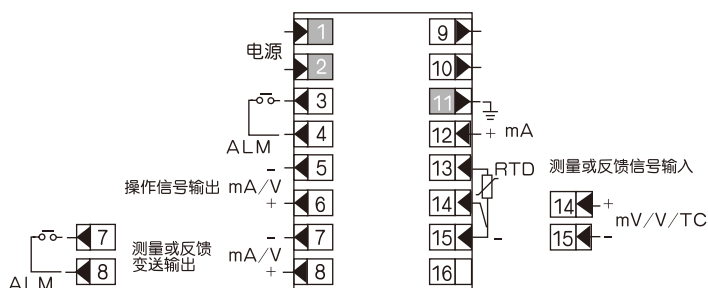 1
电源
2
3
4
ALM
- 5
操作信号输出 mA/V
+ 6
- 7
测量或反馈
变送输出
mA/V
+ 8
7
8
ALM
9
10
11
12 + mA
13 RTD
14
15 -
16
测量或反馈信号输入
14 +
mV/V/TC
15 -